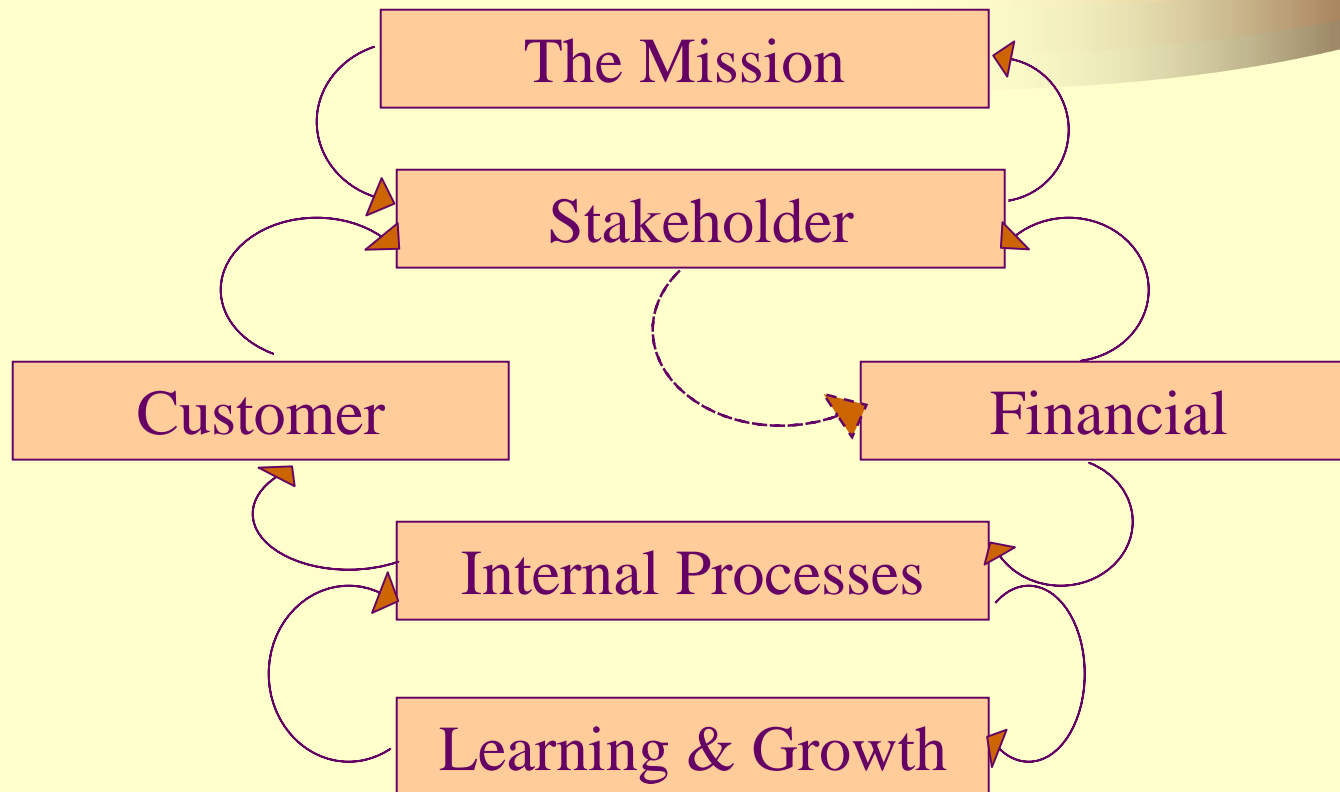 The Mission
Stakeholder
Customer
Financial
Internal Processes
Learning & Growth